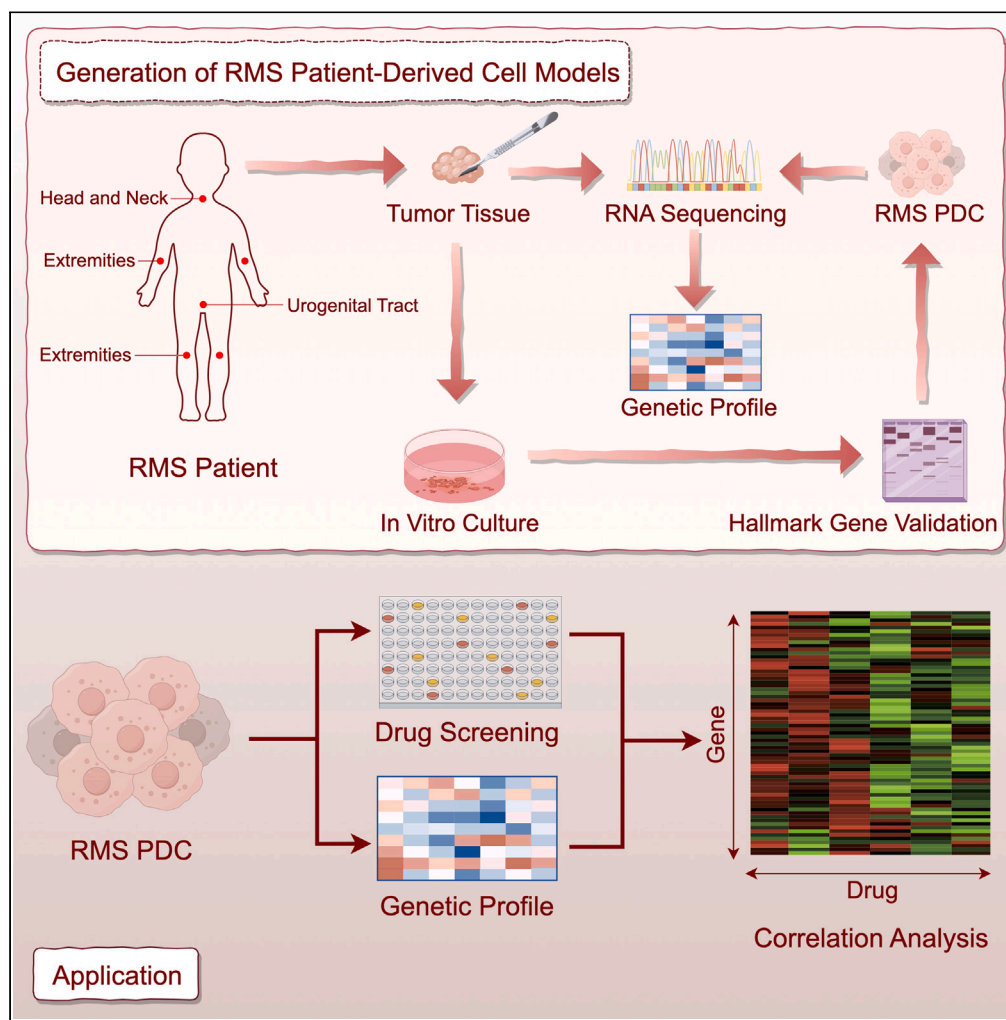 Generation of RMS Patient-Derived Cell Models
Head and Neck
Extremities
Urogenital Tract
Extremities
RMS Patient
Tumor Tissue
RNA Sequencing
RMS PDC
Genetic Profile
In Vitro Culture
Hallmark Gene Validation
RMS PDC
Drug Screening
Genetic Profile
Gene
Drug
Correlation Analysis
Application